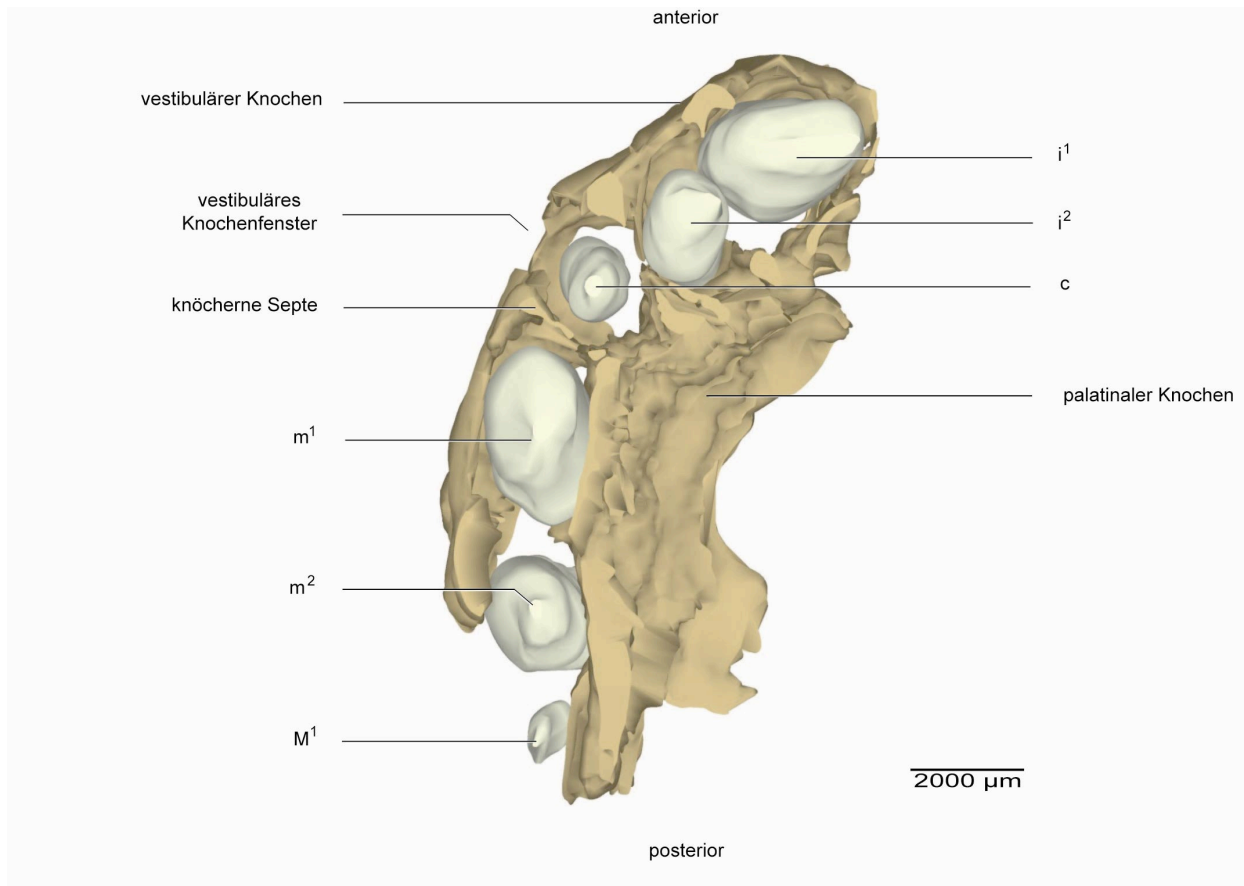 anterior
vestibulärer Knochen
i¹
vestibuläres
Knochenfenster
i²
c
knöcherne Septe
palatinaler Knochen
m¹
m²
M¹
2000 µm
posterior